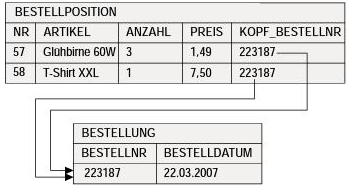 BESTELLPOSITION
NR ARTIKEL ANZAHL PREIS KOPF_BESTELLNR
57 Glühbirne 60W 3 1,49 223187
58 T-Shirt XXL 1 7,50 223187
BESTELLUNG
BESTELLNR BESTELLDATUM
223187 22.03.2007